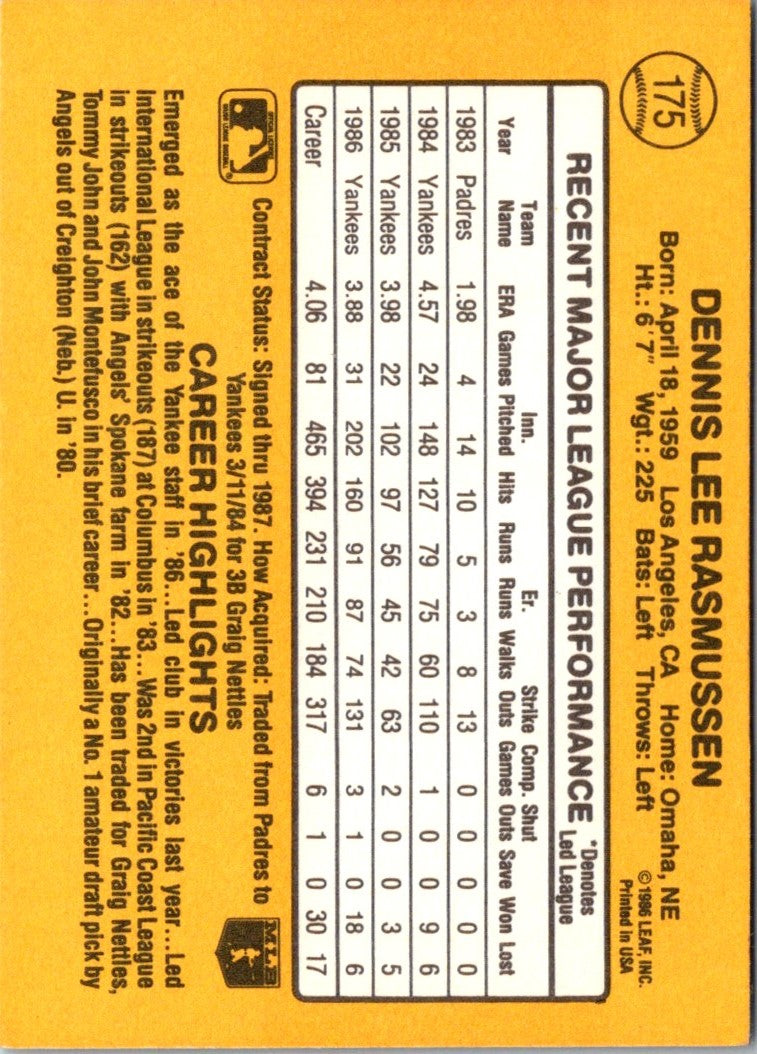 175
DENNIS LEE RASMUSSEN
Born: April 18, 1959 Los Angeles, CA Home: Omaha, NE
Ht.: 6'7" Wgt.: 225 Bats: Left Throws: Left
©1986 LEAF, INC.
Printed in USA
RECENT MAJOR LEAGUE PERFORMANCE
*Denotes
Led League
Team Inn. Er. Strike Comp. Shut
Year Name ERA Games Pitched Hits Runs Runs Walks Outs Games Outs Save Won Lost
1983 Padres 1.98 4 14 10 5 3 8 13 0 0 0 0 0
1984 Yankees 4.57 24 148 127 79 75 60 110 1 0 0 9 6
1985 Yankees 3.98 22 102 97 56 45 42 63 2 0 0 3 5
1986 Yankees 3.88 31 202 160 91 87 74 131 3 1 0 18 6
Career 4.06 81 465 394 231 210 184 317 6 1 0 30 17
Contract Status: Signed thru 1987. How Acquired: Traded from Padres to
Yankees 3/11/84 for 3B Graig Nettles
MLB
CAREER HIGHLIGHTS
Emerged as the ace of the Yankee staff in '86...Led club in victories last year...Led
International League in strikeouts (187) at Columbus in '83...Was 2nd in Pacific Coast League
in strikeouts (162) with Angels' Spokane farm in '82...Has been traded for Graig Nettles,
Tommy John and John Montefusco in his brief career...Originally a No. 1 amateur draft pick by
Angels out of Creighton (Neb.) U. in '80.